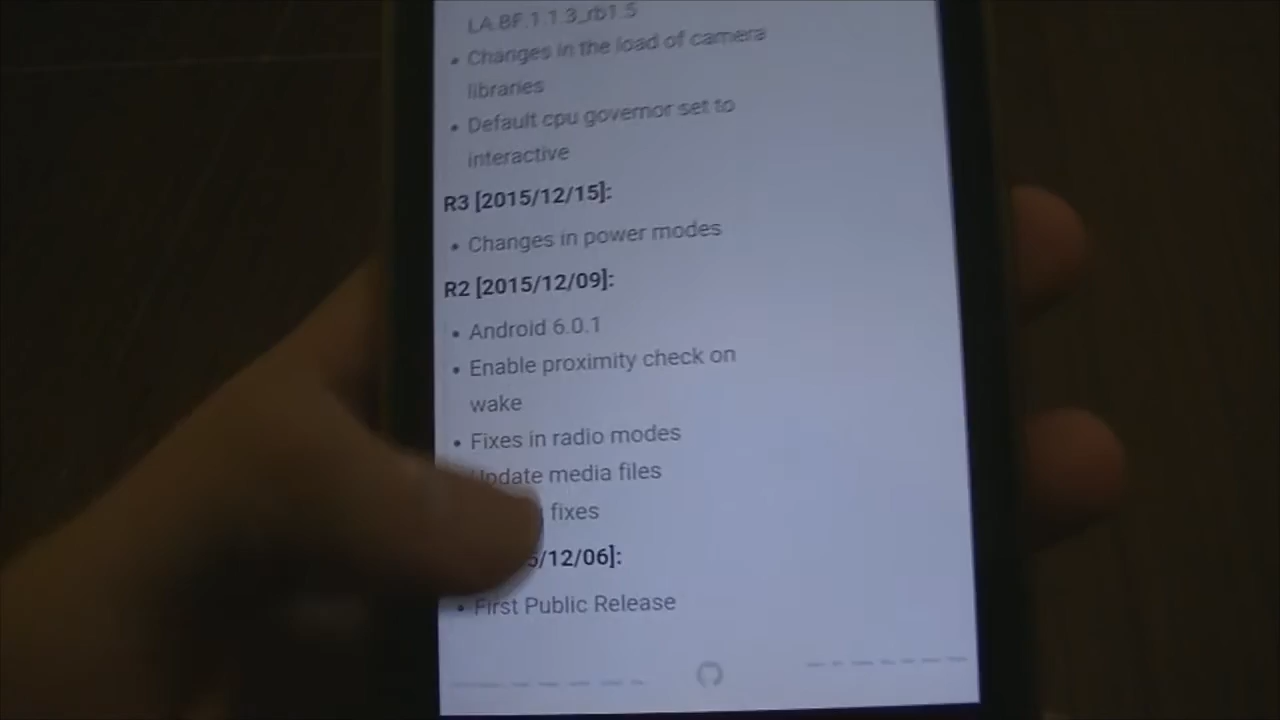 LA.BF.1.1.3_rb1.5
• Changes in the load of camera
libraries
• Default cpu governor set to
interactive
R3 [2015/12/15]:
• Changes in power modes
R2 [2015/12/09]:
• Android 6.0.1
• Enable proximity check on
wake
• Fixes in radio modes
Update media files
fixes
/12/06]:
• First Public Release